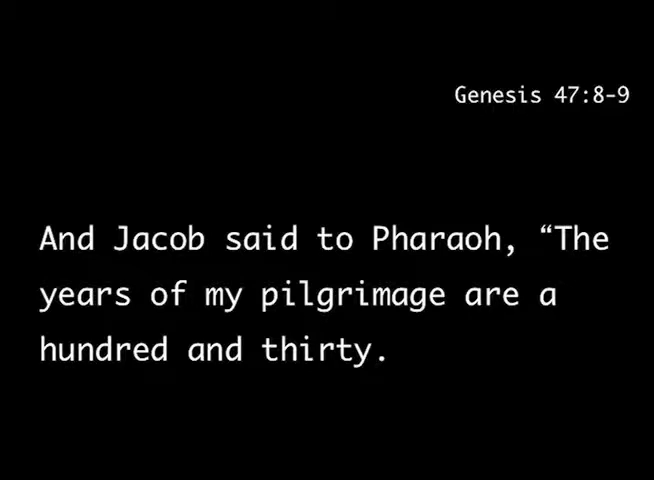 Genesis 47:8-9
And Jacob said to Pharaoh, “The
years of my pilgrimage are a
hundred and thirty.